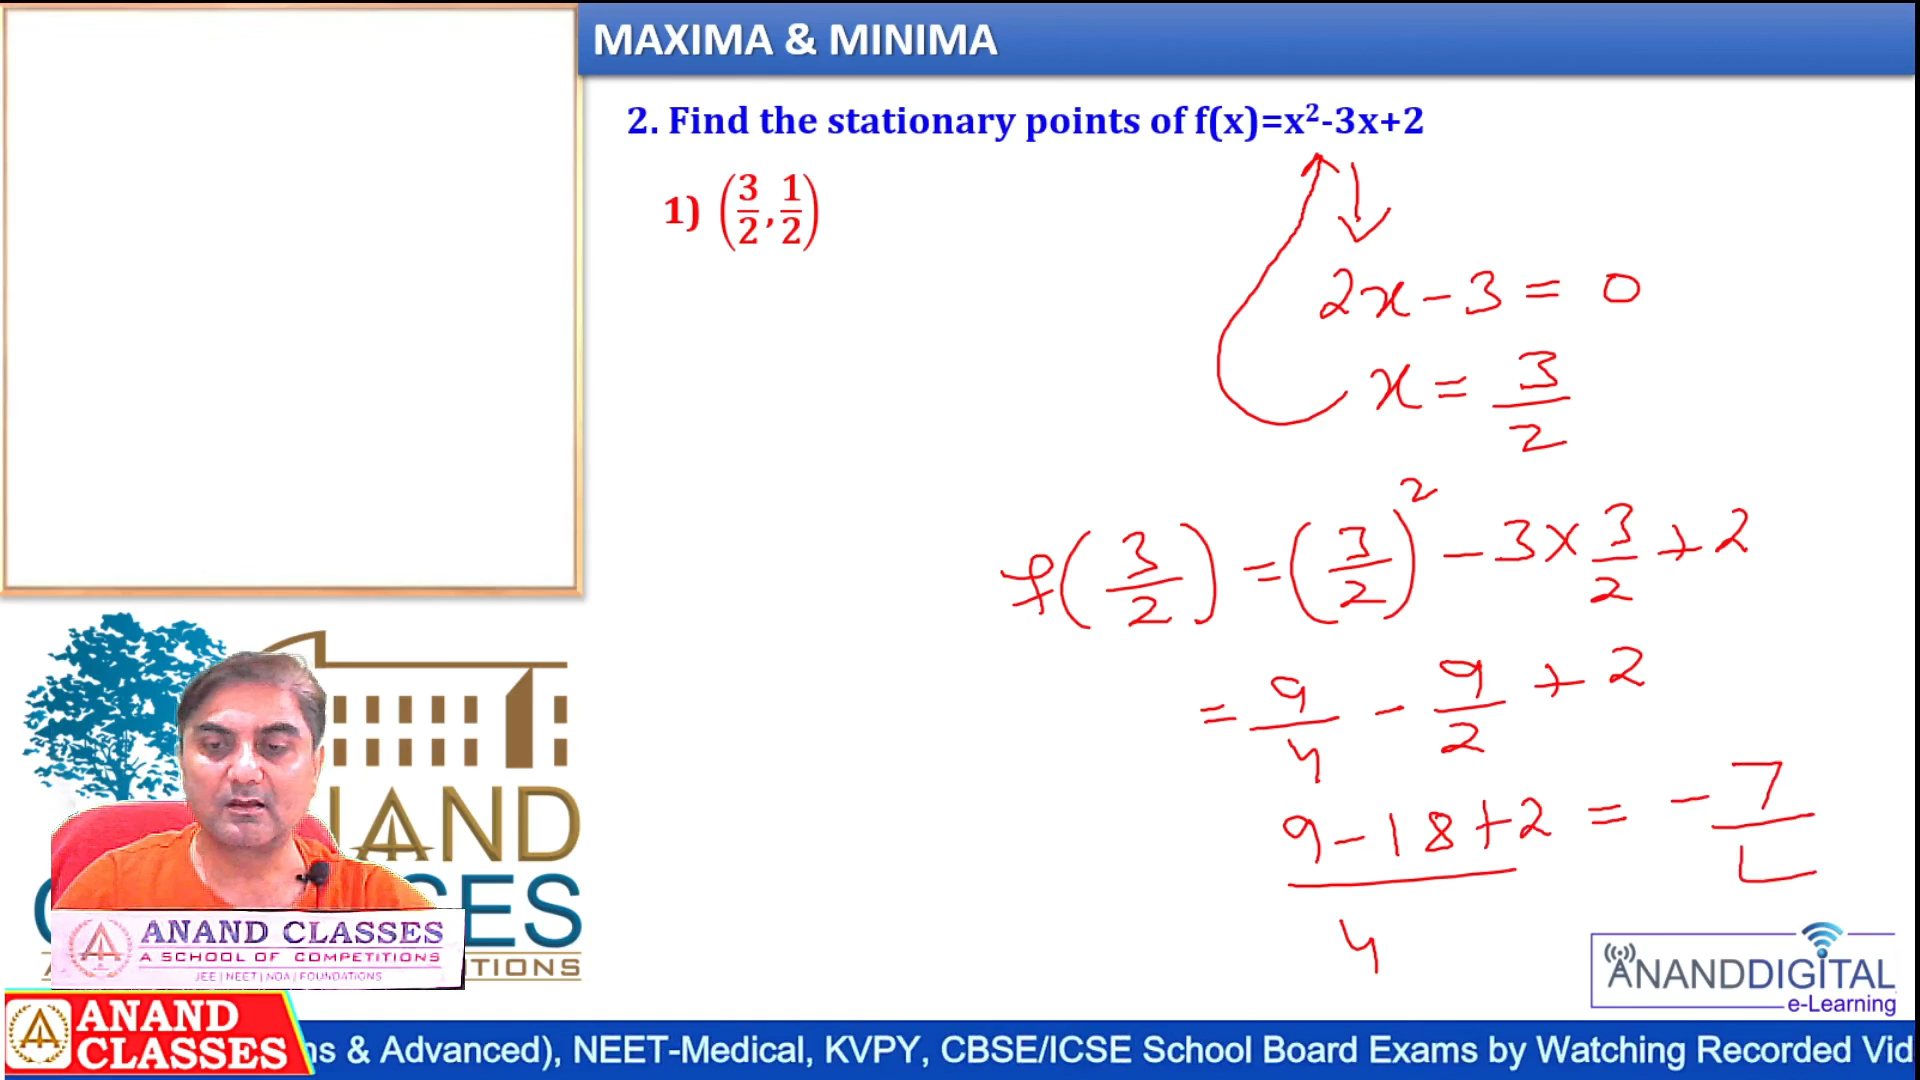 MAXIMA & MINIMA
2. Find the stationary points of f(x)=x²-3x+2
1) (3/2, 1/2)
2x - 3 = 0
x = 3/2
f(3/2) = (3/2)² - 3 × 3/2 + 2
= 9/4 - 9/2 + 2
9 - 18 + 2 / 4 = - 7/
ANAND CLASSES
A SCHOOL OF COMPETITIONS
JEE | NEET | NDA | FOUNDATIONS
ANANDDIGITAL
e-Learning
ANAND
CLASSES
& Advanced), NEET-Medical, KVPY, CBSE/ICSE School Board Exams by Watching Recorded